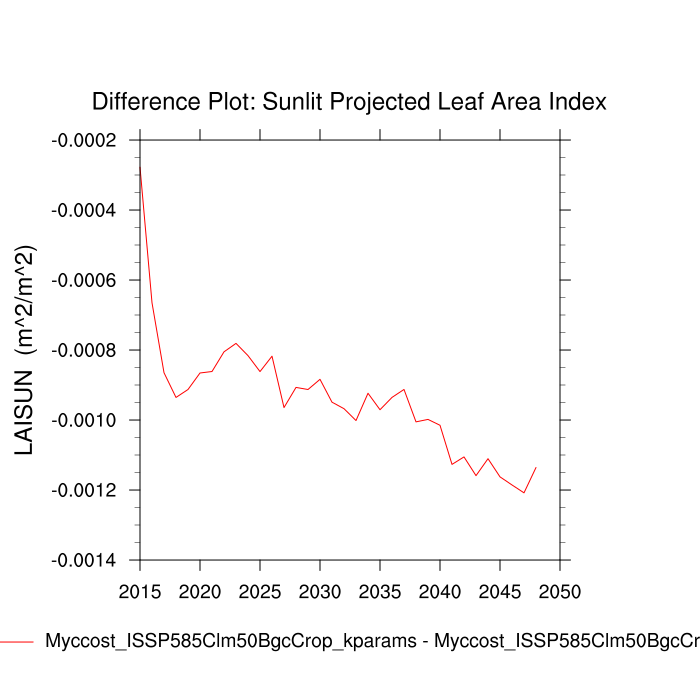 Difference Plot: Sunlit Projected Leaf Area Index
-0.0002
-0.0004
-0.0006
-0.0008
-0.0010
-0.0012
-0.0014
LAISUN (m^2/m^2)
2015 2020 2025 2030 2035 2040 2045 2050
Myccost_ISSP585Clm50BgcCrop_kparams - Myccost_ISSP585Clm50BgcCr